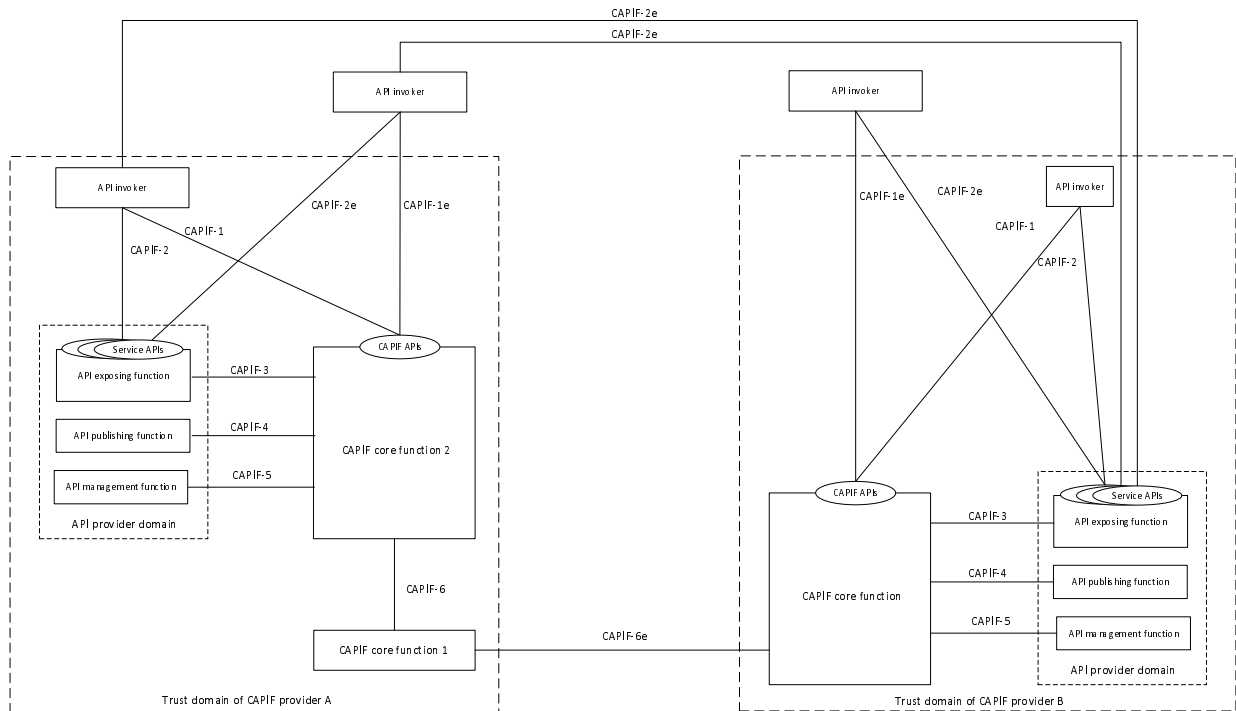 CAPIF-2e
CAPIF-2e
API invoker
API invoker
API invoker
API invoker
CAPIF-2e
CAPIF-1e
CAPIF-1
CAPIF-2
CAPIF-1e
CAPIF-2e
CAPIF-1
CAPIF-2
Service APIs
API exposing function
API publishing function
API management function
API provider domain
CAPIF-3
CAPIF-4
CAPIF-5
CAPIF APIs
CAPIF core function 2
CAPIF-6
CAPIF core function 1
CAPIF-6e
Trust domain of CAPIF provider A
CAPIF APIs
CAPIF core function
CAPIF-3
CAPIF-4
CAPIF-5
Service APIs
API exposing function
API publishing function
API management function
API provider domain
Trust domain of CAPIF provider B